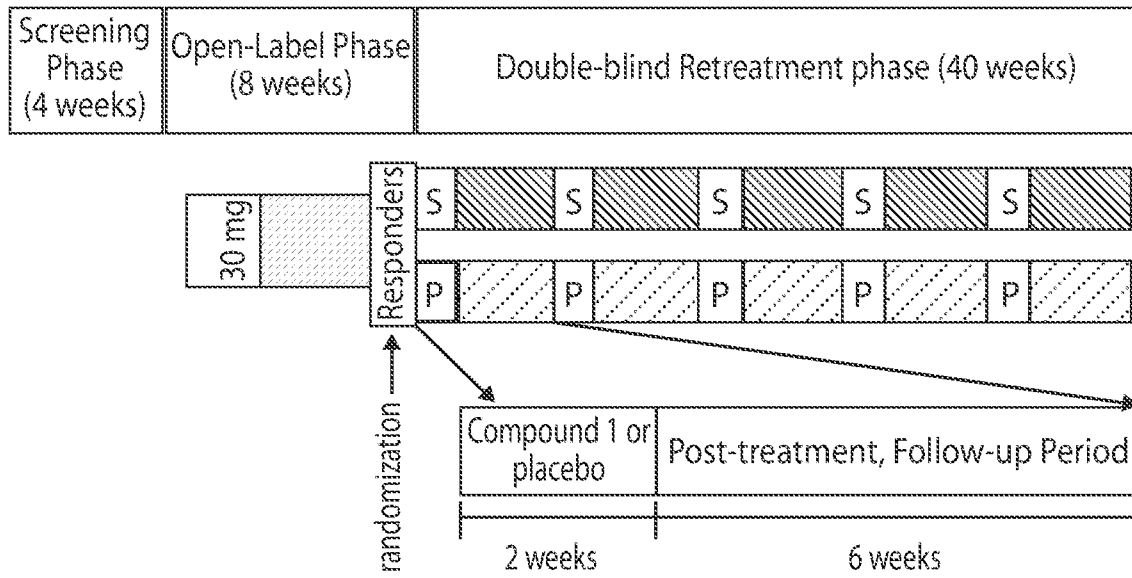 Screening
Phase
(4 weeks)
Open-Label Phase
(8 weeks)
Double-blind Retreatment phase (40 weeks)
30 mg
Responders
S
S
S
S
S
P
P
P
P
P
randomization
Compound 1 or
placebo
Post-treatment, Follow-up Period
2 weeks
6 weeks